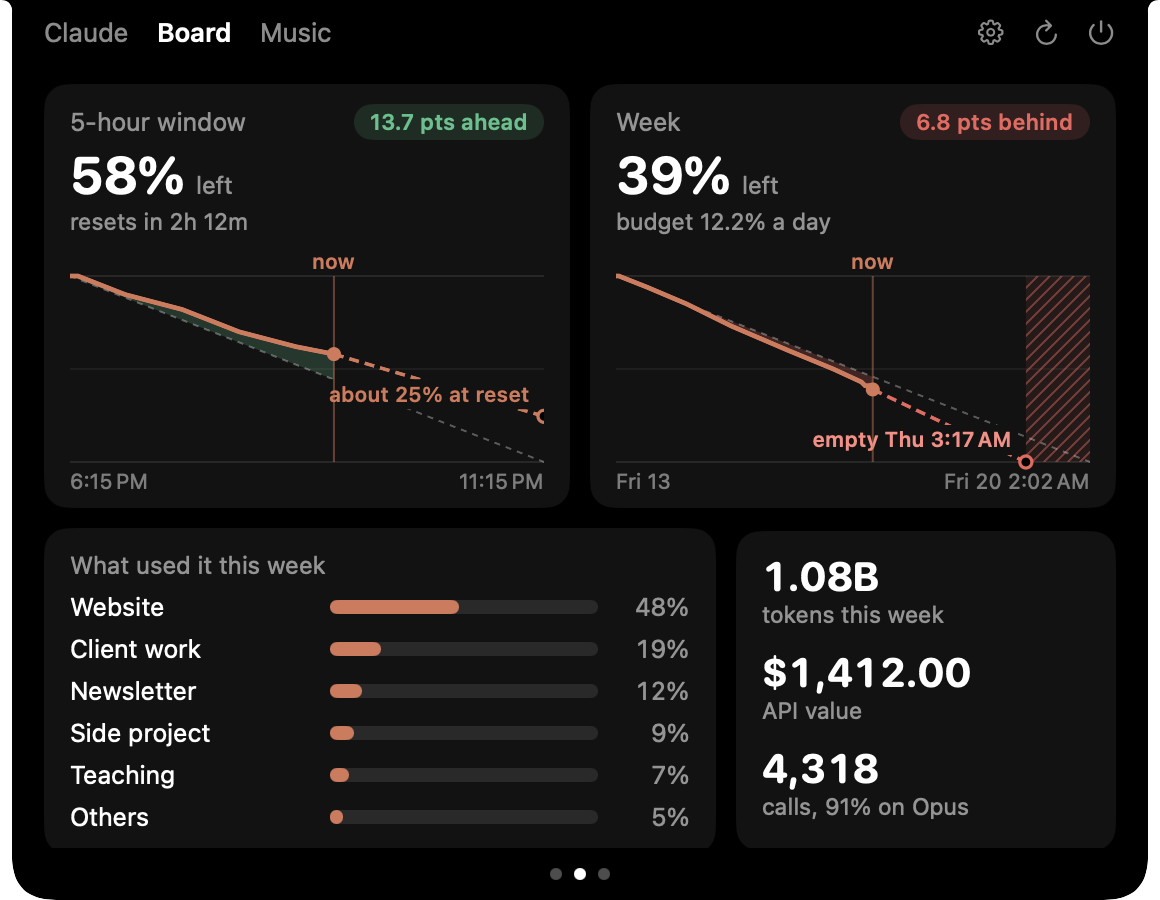 Claude Board Music
5-hour window 13.7 pts ahead
58% left
resets in 2h 12m
now
about 25% at reset
6:15 PM 11:15 PM
Week 6.8 pts behind
39% left
budget 12.2% a day
now
empty Thu 3:17 AM
Fri 13 Fri 20 2:02 AM
What used it this week
Website 48%
Client work 19%
Newsletter 12%
Side project 9%
Teaching 7%
Others 5%
1.08B
tokens this week
$1,412.00
API value
4,318
calls, 91% on Opus